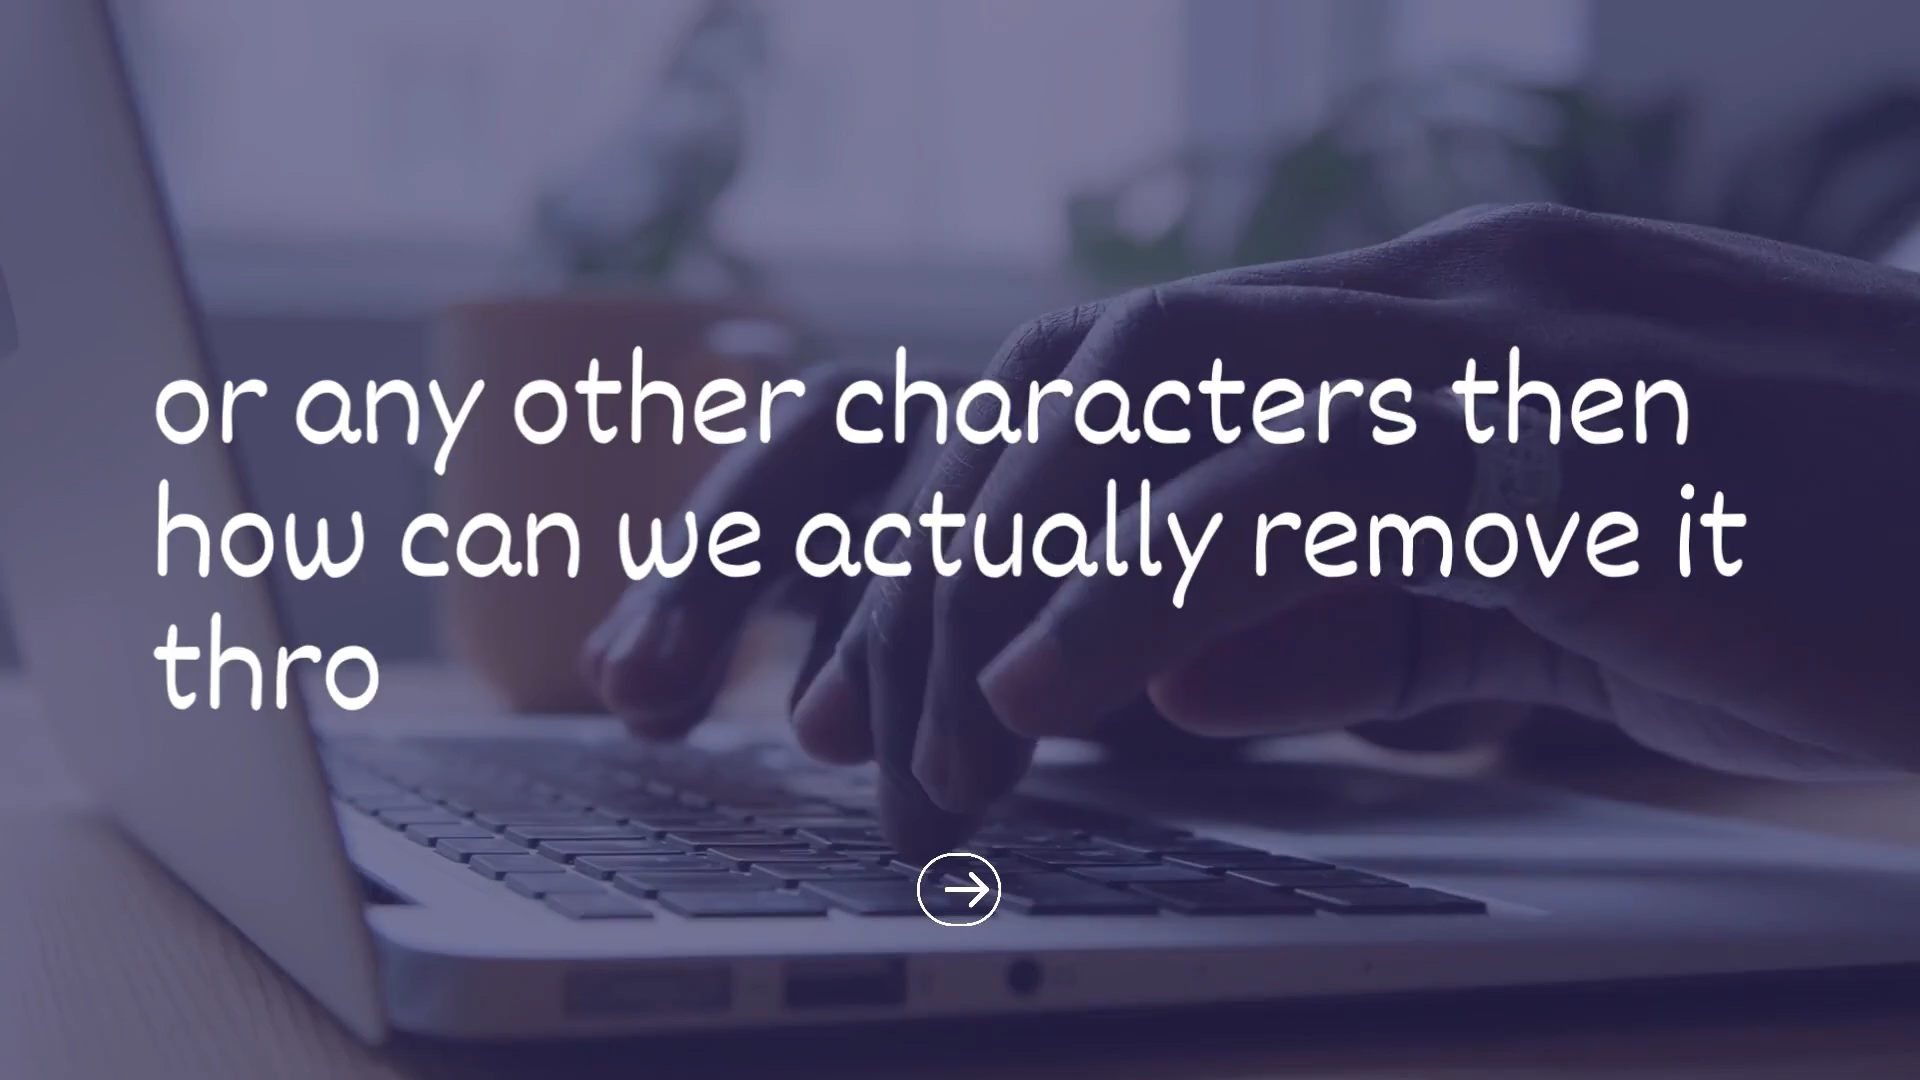 or any other characters then
how can we actually remove it
thro